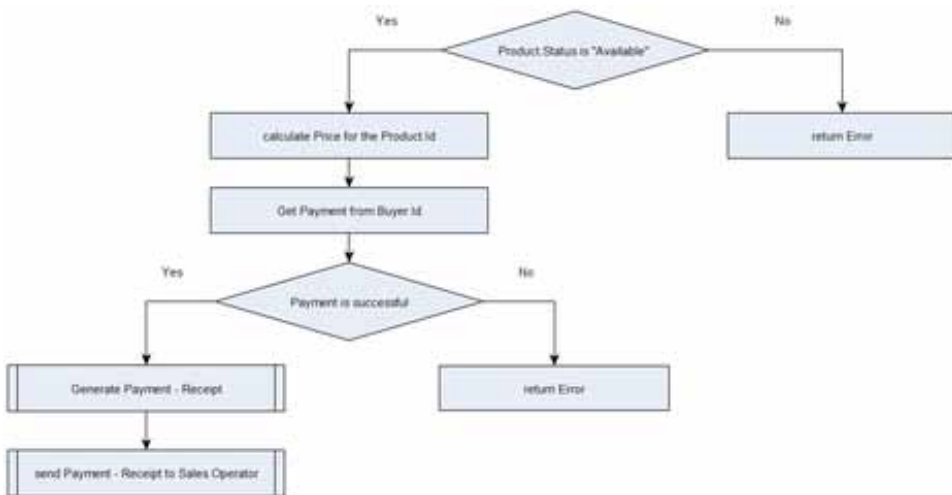 Yes
No
Product.Status is "Available"
calculate Price for the Product Id
return Error
Get Payment from Buyer Id
Yes
No
Payment is successful
Generate Payment - Receipt
return Error
send Payment - Receipt to Sales Operator